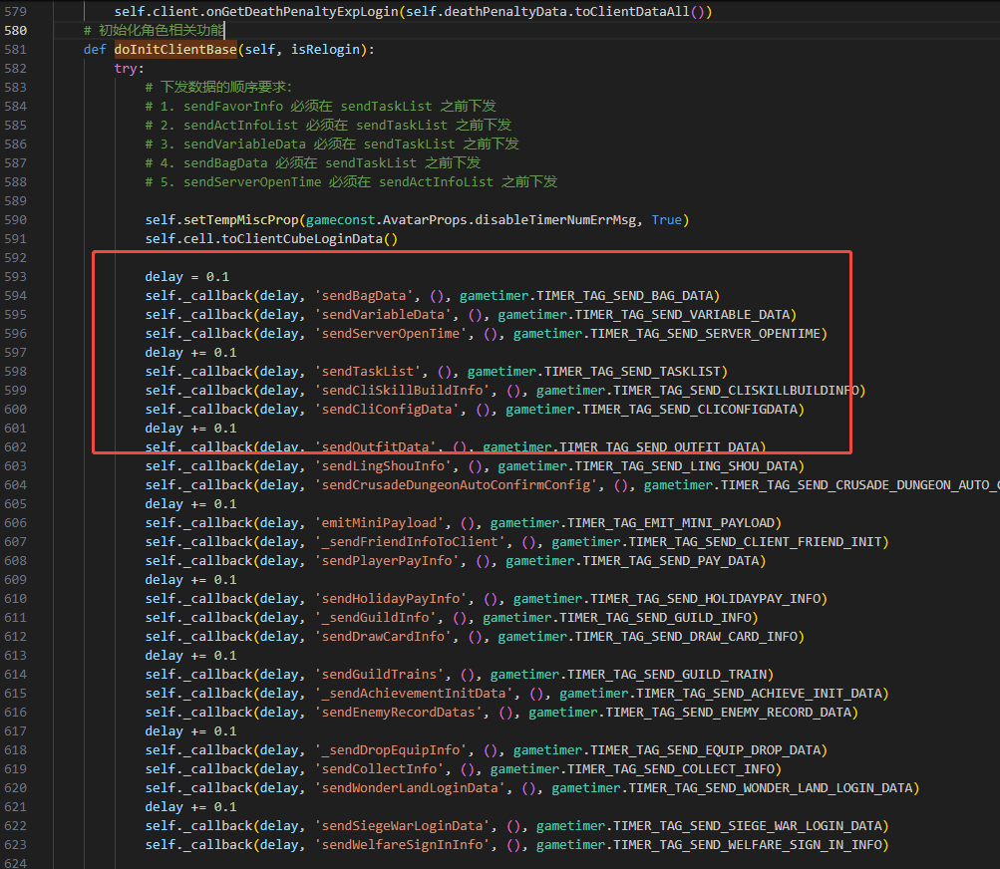 579 self.client.onGetDeathPenaltyExpLogin(self.deathPenaltyData.toClientDataAll())
580 # 初始化角色相关功能
581 def doInitClientBase(self, isRelogin):
582 try:
583 # 下发数据的顺序要求:
584 # 1. sendFavorInfo 必须在 sendTaskList 之前下发
585 # 2. sendActInfoList 必须在 sendTaskList 之前下发
586 # 3. sendVariableData 必须在 sendTaskList 之前下发
587 # 4. sendBagData 必须在 sendTaskList 之前下发
588 # 5. sendServerOpenTime 必须在 sendActInfoList 之前下发
589
590 self.setTempMiscProp(gameconst.AvatarProps.disableTimerNumErrMsg, True)
591 self.cell.toClientCubeLoginData()
592
593 delay = 0.1
594 self._callback(delay, 'sendBagData', (), gametimer.TIMER_TAG_SEND_BAG_DATA)
595 self._callback(delay, 'sendVariableData', (), gametimer.TIMER_TAG_SEND_VARIABLE_DATA)
596 self._callback(delay, 'sendServerOpenTime', (), gametimer.TIMER_TAG_SEND_SERVER_OPENTIME)
597 delay += 0.1
598 self._callback(delay, 'sendTaskList', (), gametimer.TIMER_TAG_SEND_TASKLIST)
599 self._callback(delay, 'sendCliSkillBuildInfo', (), gametimer.TIMER_TAG_SEND_CLISKILLBUILDINFO)
600 self._callback(delay, 'sendCliConfigData', (), gametimer.TIMER_TAG_SEND_CLICONFIGDATA)
601 delay += 0.1
602 self._callback(delay, 'sendOutfitData', (), gametimer.TIMER_TAG_SEND_OUTFIT_DATA)
603 self._callback(delay, 'sendLingShouInfo', (), gametimer.TIMER_TAG_SEND_LING_SHOU_DATA)
604 self._callback(delay, 'sendCrusadeDungeonAutoConfirmConfig', (), gametimer.TIMER_TAG_SEND_CRUSADE_DUNGEON_AUTO_
605 delay += 0.1
606 self._callback(delay, 'emitMiniPayload', (), gametimer.TIMER_TAG_EMIT_MINI_PAYLOAD)
607 self._callback(delay, '_sendFriendInfoToClient', (), gametimer.TIMER_TAG_SEND_CLIENT_FRIEND_INIT)
608 self._callback(delay, 'sendPlayerPayInfo', (), gametimer.TIMER_TAG_SEND_PAY_DATA)
609 delay += 0.1
610 self._callback(delay, 'sendHolidayPayInfo', (), gametimer.TIMER_TAG_SEND_HOLIDAYPAY_INFO)
611 self._callback(delay, '_sendGuildInfo', (), gametimer.TIMER_TAG_SEND_GUILD_INFO)
612 self._callback(delay, 'sendDrawCardInfo', (), gametimer.TIMER_TAG_SEND_DRAW_CARD_INFO)
613 delay += 0.1
614 self._callback(delay, 'sendGuildTrains', (), gametimer.TIMER_TAG_SEND_GUILD_TRAIN)
615 self._callback(delay, '_sendAchievementInitData', (), gametimer.TIMER_TAG_SEND_ACHIEVE_INIT_DATA)
616 self._callback(delay, 'sendEnemyRecordDatas', (), gametimer.TIMER_TAG_SEND_ENEMY_RECORD_DATA)
617 delay += 0.1
618 self._callback(delay, '_sendDropEquipInfo', (), gametimer.TIMER_TAG_SEND_EQUIP_DROP_DATA)
619 self._callback(delay, 'sendCollectInfo', (), gametimer.TIMER_TAG_SEND_COLLECT_INFO)
620 self._callback(delay, 'sendWonderLandLoginData', (), gametimer.TIMER_TAG_SEND_WONDER_LAND_LOGIN_DATA)
621 delay += 0.1
622 self._callback(delay, 'sendSiegeWarLoginData', (), gametimer.TIMER_TAG_SEND_SIEGE_WAR_LOGIN_DATA)
623 self._callback(delay, 'sendWelfareSignInInfo', (), gametimer.TIMER_TAG_SEND_WELFARE_SIGN_IN_INFO)
624